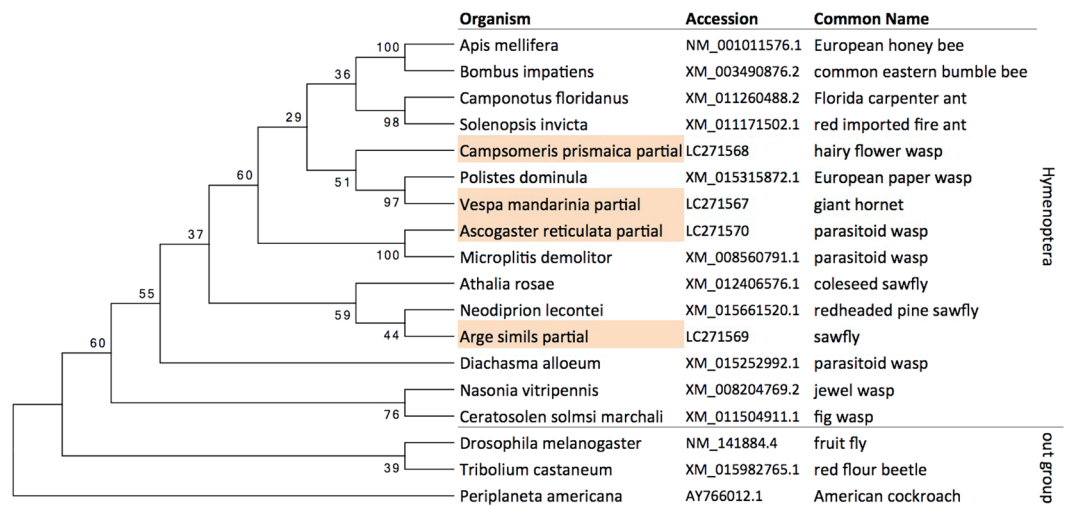 Organism Accession Common Name
100 Apis mellifera NM_001011576.1 European honey bee
36 Bombus impatiens XM_003490876.2 common eastern bumble bee
Camponotus floridanus XM_011260488.2 Florida carpenter ant
29 98 Solenopsis invicta XM_011171502.1 red imported fire ant
Campsomeris prismaica partial LC271568 hairy flower wasp
60 51 Polistes dominula XM_015315872.1 European paper wasp
97 Vespa mandarinia partial LC271567 giant hornet
37 Ascogaster reticulata partial LC271570 parasitoid wasp
100 Microplitis demolitor XM_008560791.1 parasitoid wasp
Athalia rosae XM_012406576.1 coleseed sawfly
55 59 Neodiprion lecontei XM_015661520.1 redheaded pine sawfly
60 44 Arge simils partial LC271569 sawfly
Diachasma alloeum XM_015252992.1 parasitoid wasp
Nasonia vitripennis XM_008204769.2 jewel wasp
76 Ceratosolen solmsi marchali XM_011504911.1 fig wasp
Drosophila melanogaster NM_141884.4 fruit fly
39 Tribolium castaneum XM_015982765.1 red flour beetle
Periplaneta americana AY766012.1 American cockroach
Hymenoptera
out group